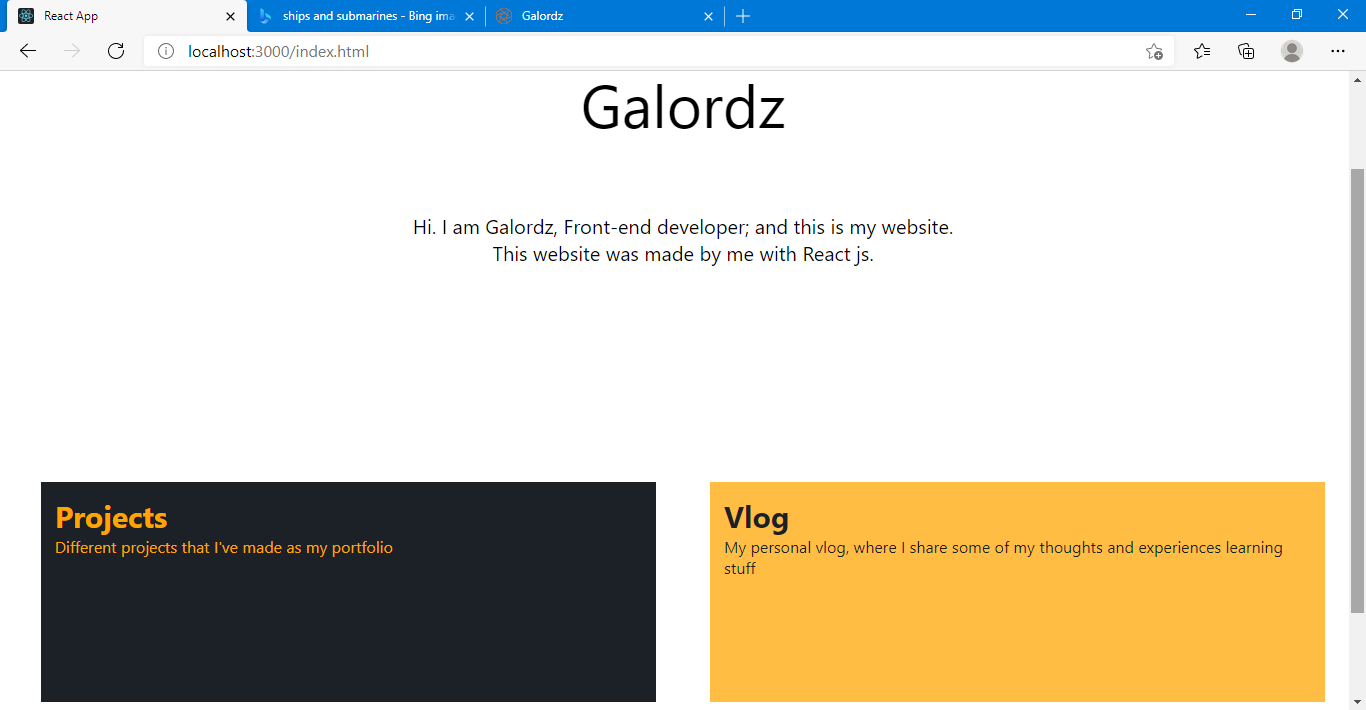 React App
ships and submarines - Bing ima
Galordz
localhost:3000/index.html
Galordz
Hi. I am Galordz, Front-end developer; and this is my website.
This website was made by me with React js.
Projects
Different projects that I've made as my portfolio
Vlog
My personal vlog, where I share some of my thoughts and experiences learning
stuff